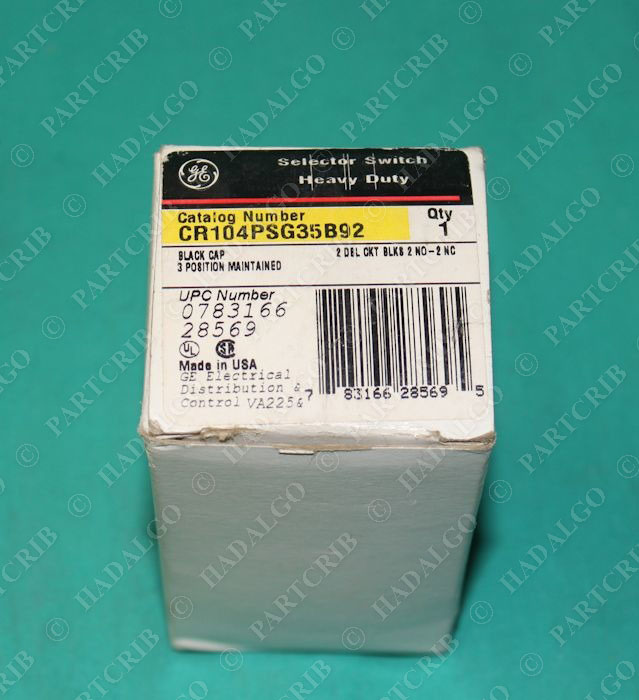 GE
Selector Switch
Heavy Duty
Catalog Number
CR104PSG35B92
Qty
1
BLACK CAP
3 POSITION MAINTAINED
2 DBL CKT BLKS 2 NO-2 NC
UPC Number
0783166
28569
UL
SA
Made in USA
GE Electrical
Distribution &
Control VA225&
7 83166 28569 5
© PARTCRIB
© HADALGO